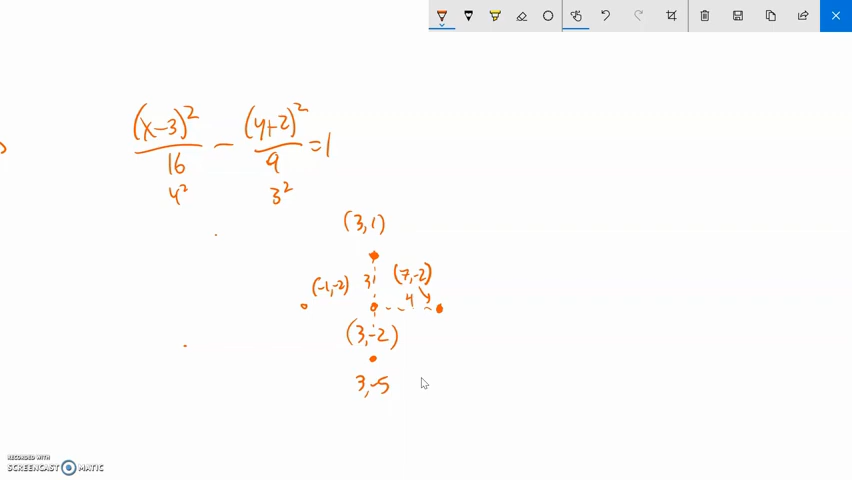 (x-3)² / 16 - (y+2)² / 9 = 1
4² 3²
(3,1)
3
(-1,-2) (7,-2)
4
(3,-2)
3,-5
RECORDED WITH
SCREENCAST MATIC